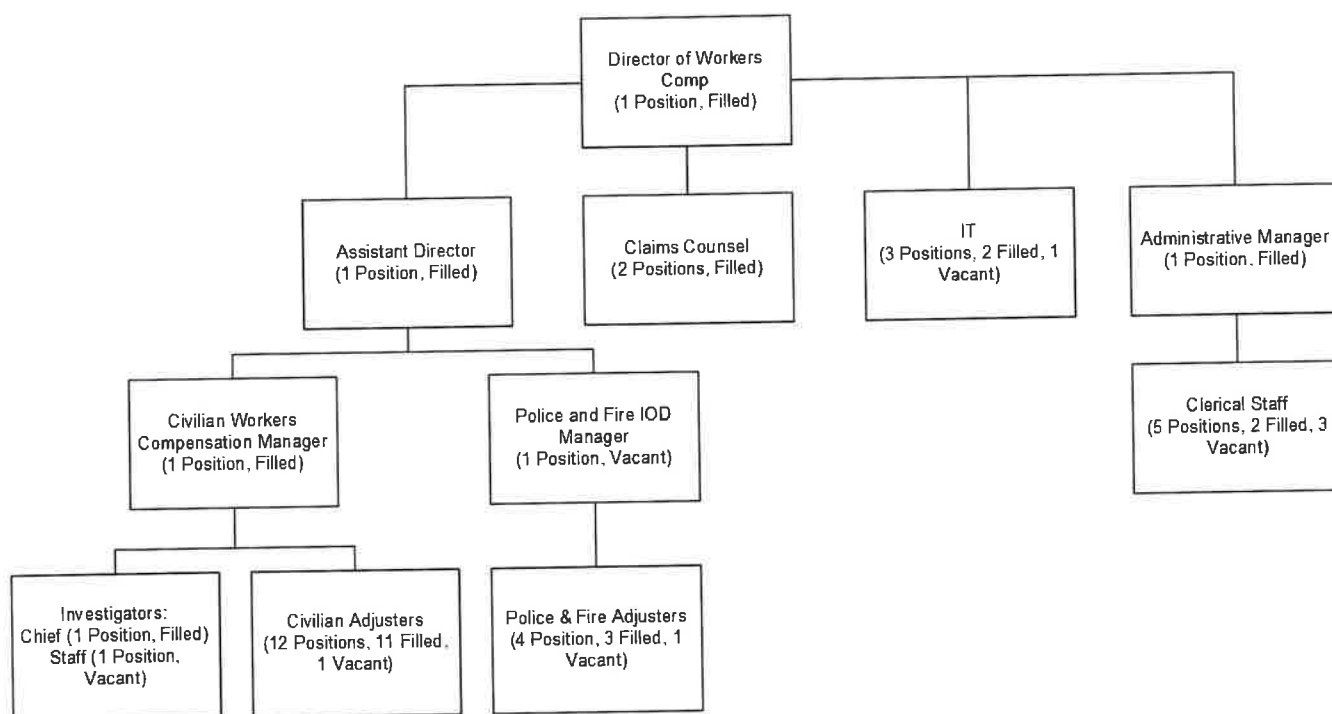 Director of Workers
Comp
(1 Position, Filled)
Assistant Director
(1 Position, Filled)
Claims Counsel
(2 Positions, Filled)
IT
(3 Positions, 2 Filled, 1
Vacant)
Administrative Manager
(1 Position. Filled)
Civilian Workers
Compensation Manager
(1 Position, Filled)
Police and Fire IOD
Manager
(1 Position, Vacant)
Clerical Staff
(5 Positions, 2 Filled, 3
Vacant)
Investigators:
Chief (1 Position, Filled)
Staff (1 Position,
Vacant)
Civilian Adjusters
(12 Positions, 11 Filled,
1 Vacant)
Police & Fire Adjusters
(4 Position, 3 Filled, 1
Vacant)